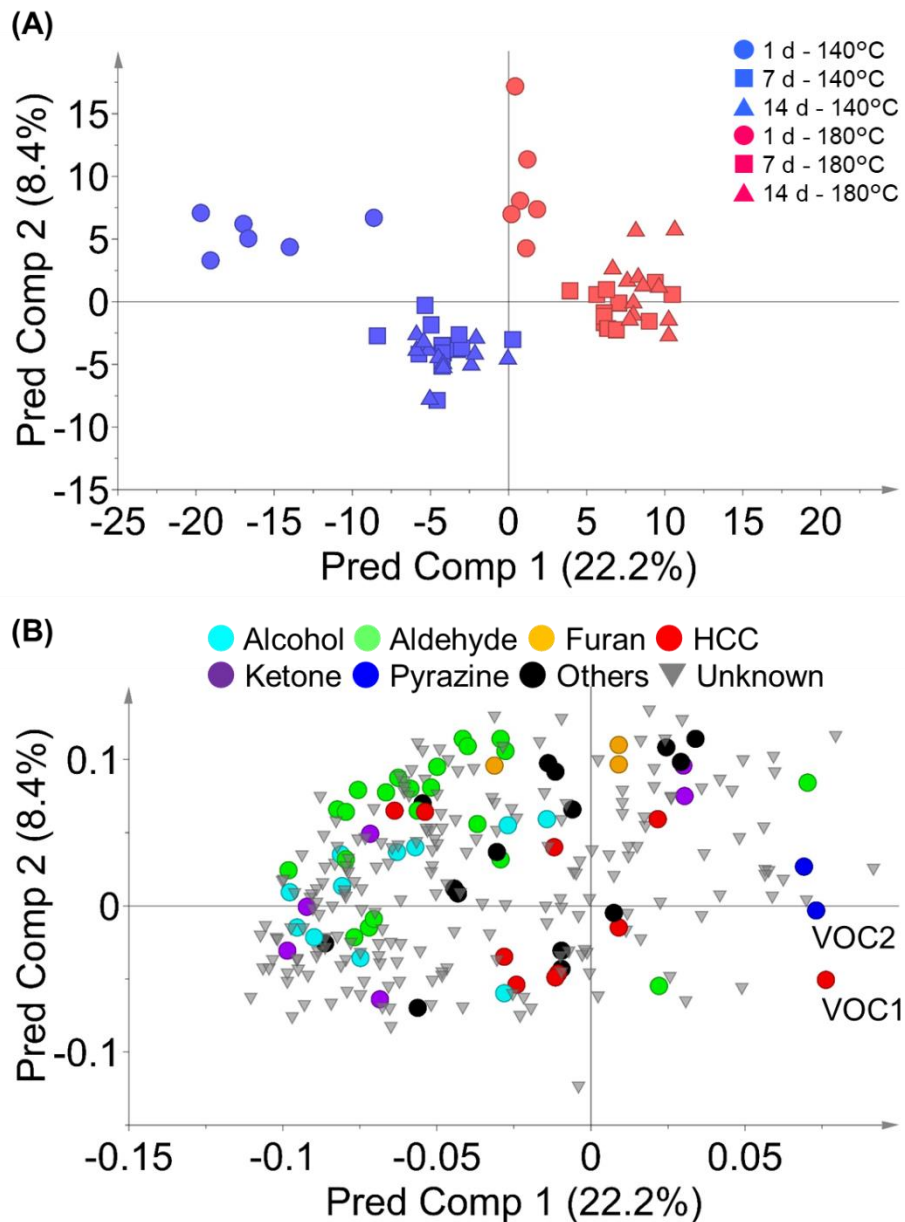 (A)
1 d - 140°C
7 d - 140°C
14 d - 140°C
1 d - 180°C
7 d - 180°C
14 d - 180°C
Pred Comp 2 (8.4%)
15
10
5
0
-5
-10
-15
-25 -20 -15 -10 -5 0 5 10 15 20
Pred Comp 1 (22.2%)
(B)
Alcohol Aldehyde Furan HCC
Ketone Pyrazine Others Unknown
Pred Comp 2 (8.4%)
0.1
0
-0.1
VOC2
VOC1
-0.15 -0.1 -0.05 0 0.05
Pred Comp 1 (22.2%)